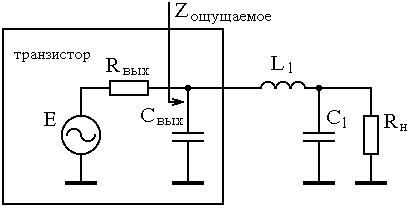 Zощущаемое
транзистор
Rвых
L1
E
Cвых
C1
Rн